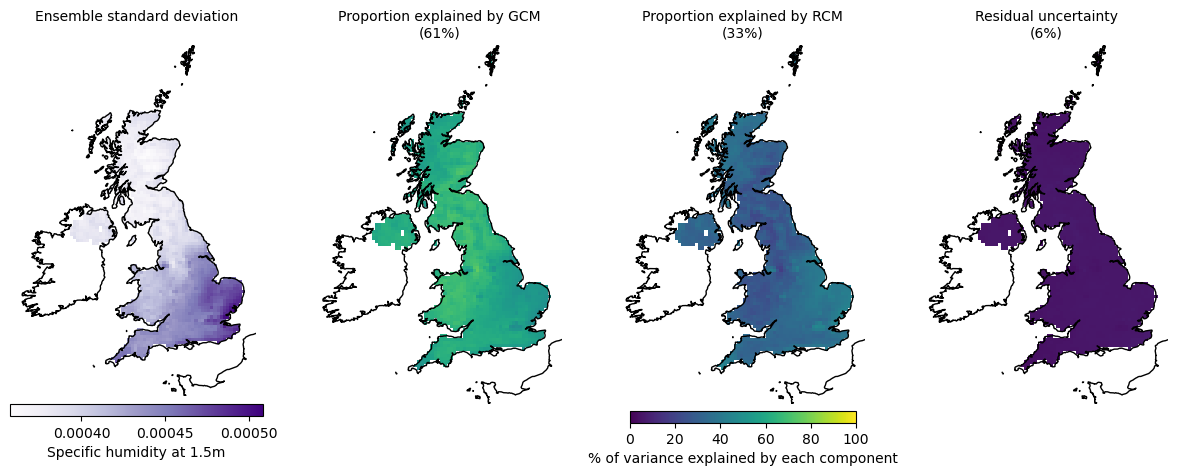 Ensemble standard deviation
Proportion explained by GCM
(61%)
Proportion explained by RCM
(33%)
Residual uncertainty
(6%)
0.00040 0.00045 0.00050
Specific humidity at 1.5m
0 20 40 60 80 100
% of variance explained by each component